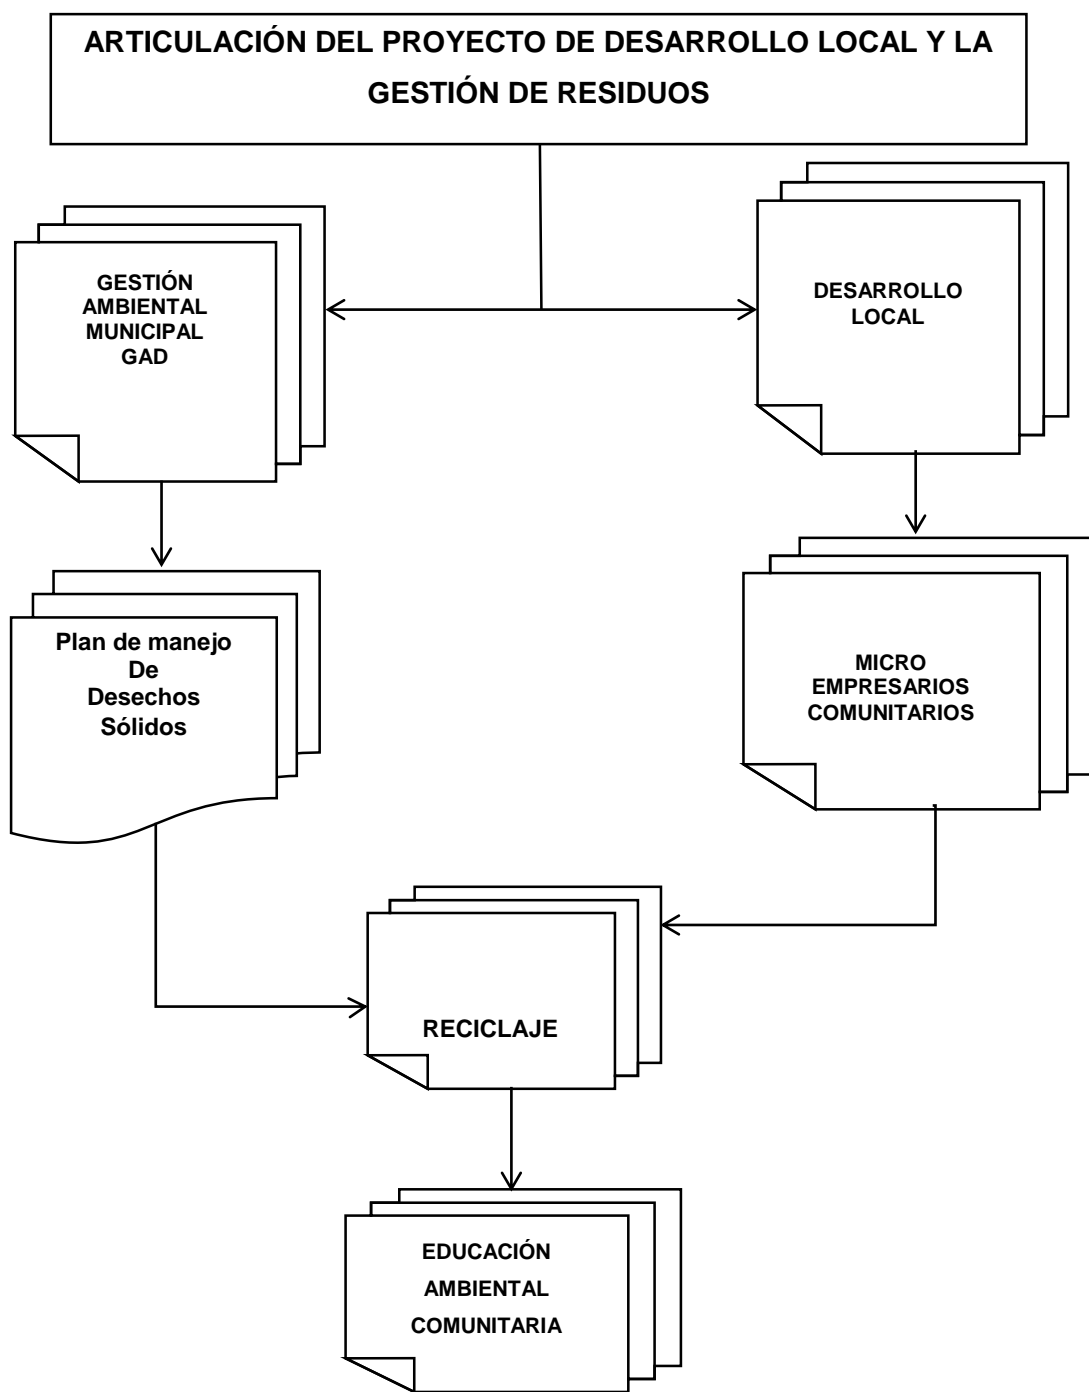 ARTICULACIÓN DEL PROYECTO DE DESARROLLO LOCAL Y LA
GESTIÓN DE RESIDUOS
GESTIÓN
AMBIENTAL
MUNICIPAL
GAD
DESARROLLO
LOCAL
Plan de manejo
De
Desechos
Sólidos
MICRO
EMPRESARIOS
COMUNITARIOS
RECICLAJE
EDUCACIÓN
AMBIENTAL
COMUNITARIA